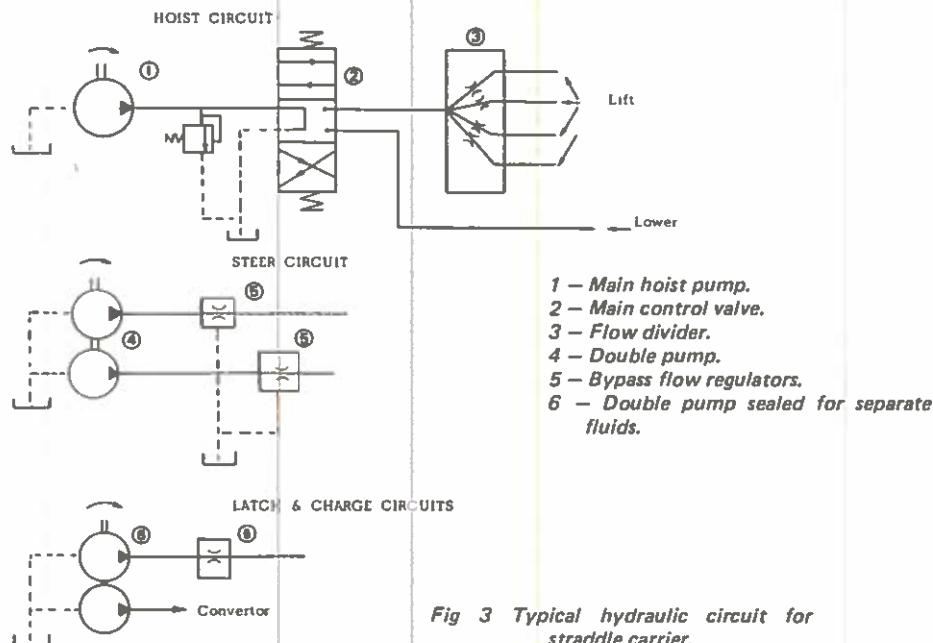 HOIST CIRCUIT
①
②
③
Lift
Lower
STEER CIRCUIT
⑤
④
⑤
1 — Main hoist pump.
2 — Main control valve.
3 — Flow divider.
4 — Double pump.
5 — Bypass flow regulators.
6 — Double pump sealed for separate
fluids.
LATCH & CHARGE CIRCUITS
Convertor
Fig 3 Typical hydraulic circuit for
straddle carrier